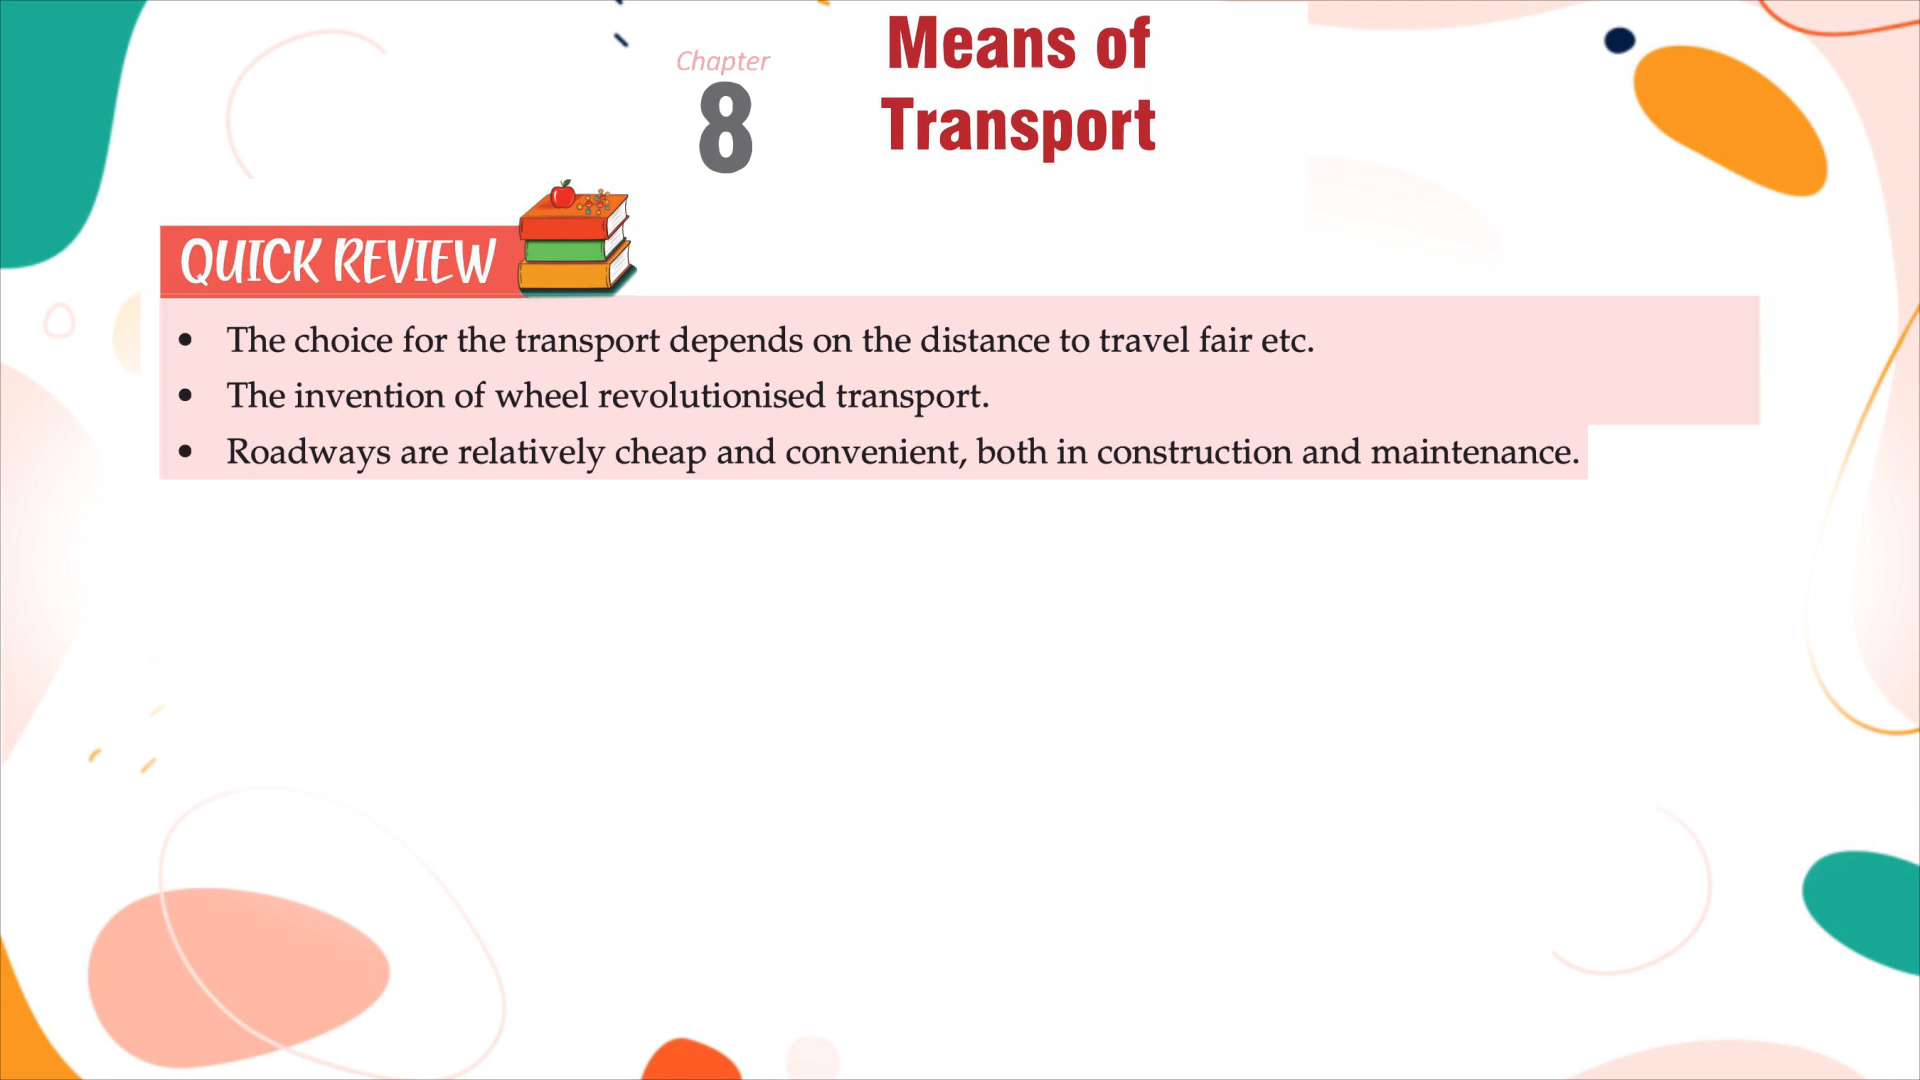 Chapter
8
Means of
Transport
QUICK REVIEW
• The choice for the transport depends on the distance to travel fair etc.
• The invention of wheel revolutionised transport.
• Roadways are relatively cheap and convenient, both in construction and maintenance.